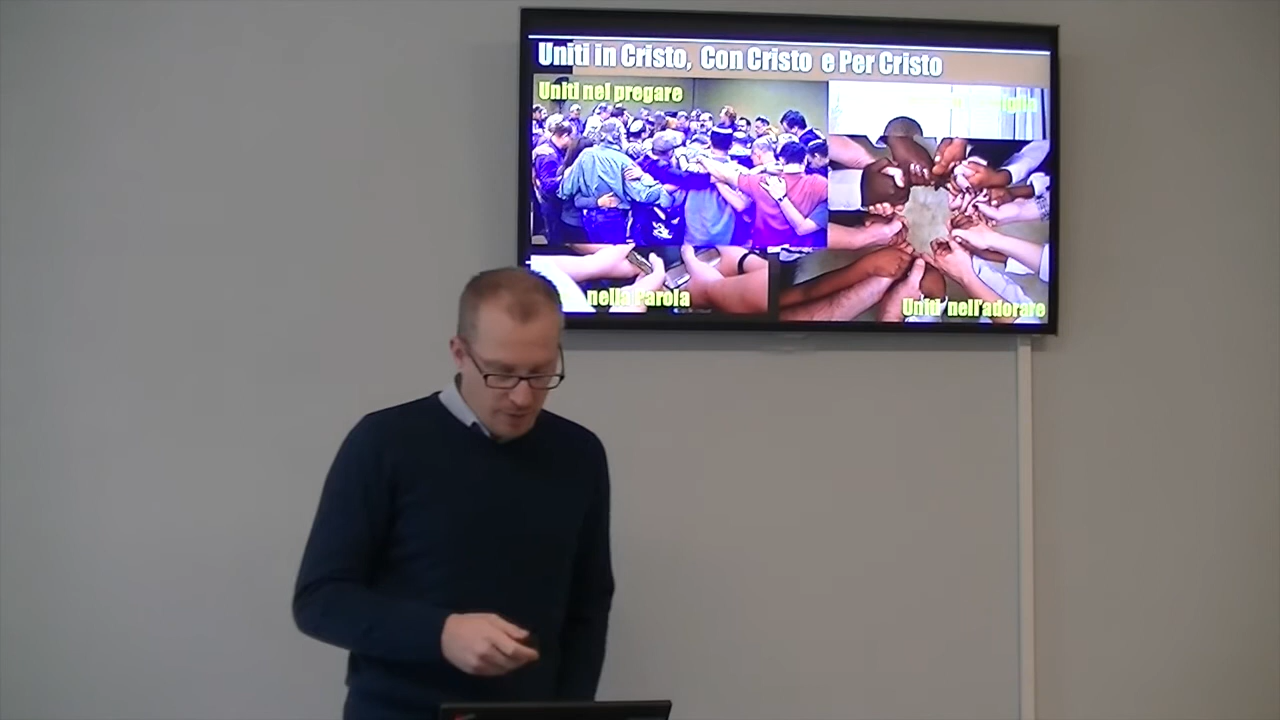 Uniti in Cristo, Con Cristo e Per Cristo
Uniti nel pregare
nella Parola
Uniti nell'adorare